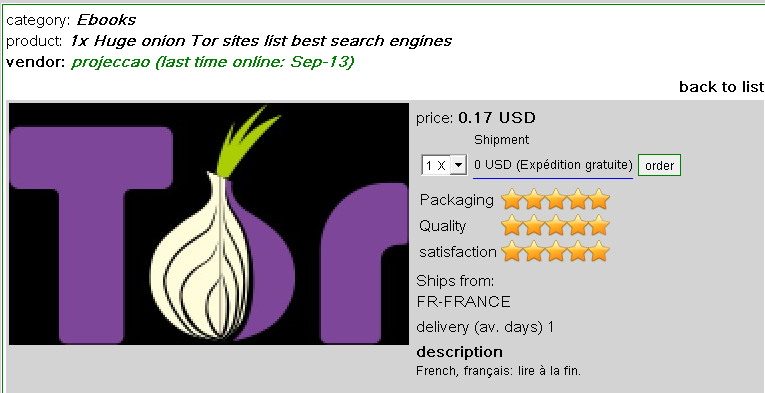 category: Ebooks
product: 1x Huge onion Tor sites list best search engines
vendor: projeccao (last time online: Sep-13)
back to list
Tor
price: 0.17 USD
Shipment
1 X 0 USD (Expédition gratuite) order
Packaging
Quality
satisfaction
Ships from:
FR-FRANCE
delivery (av. days) 1
description
French, français: lire à la fin.